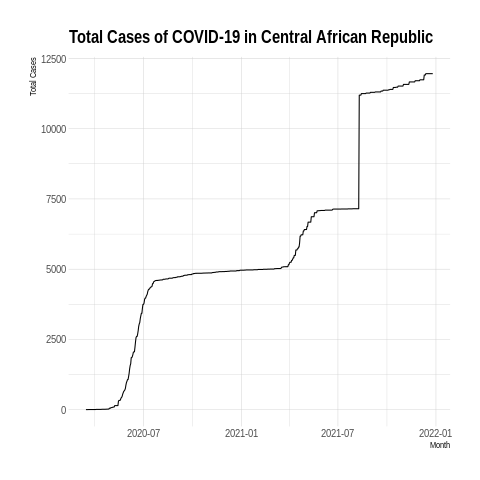 Total Cases of COVID-19 in Central African Republic
Total Cases
12500
10000
7500
5000
2500
0
2020-07 2021-01 2021-07 2022-01
Month